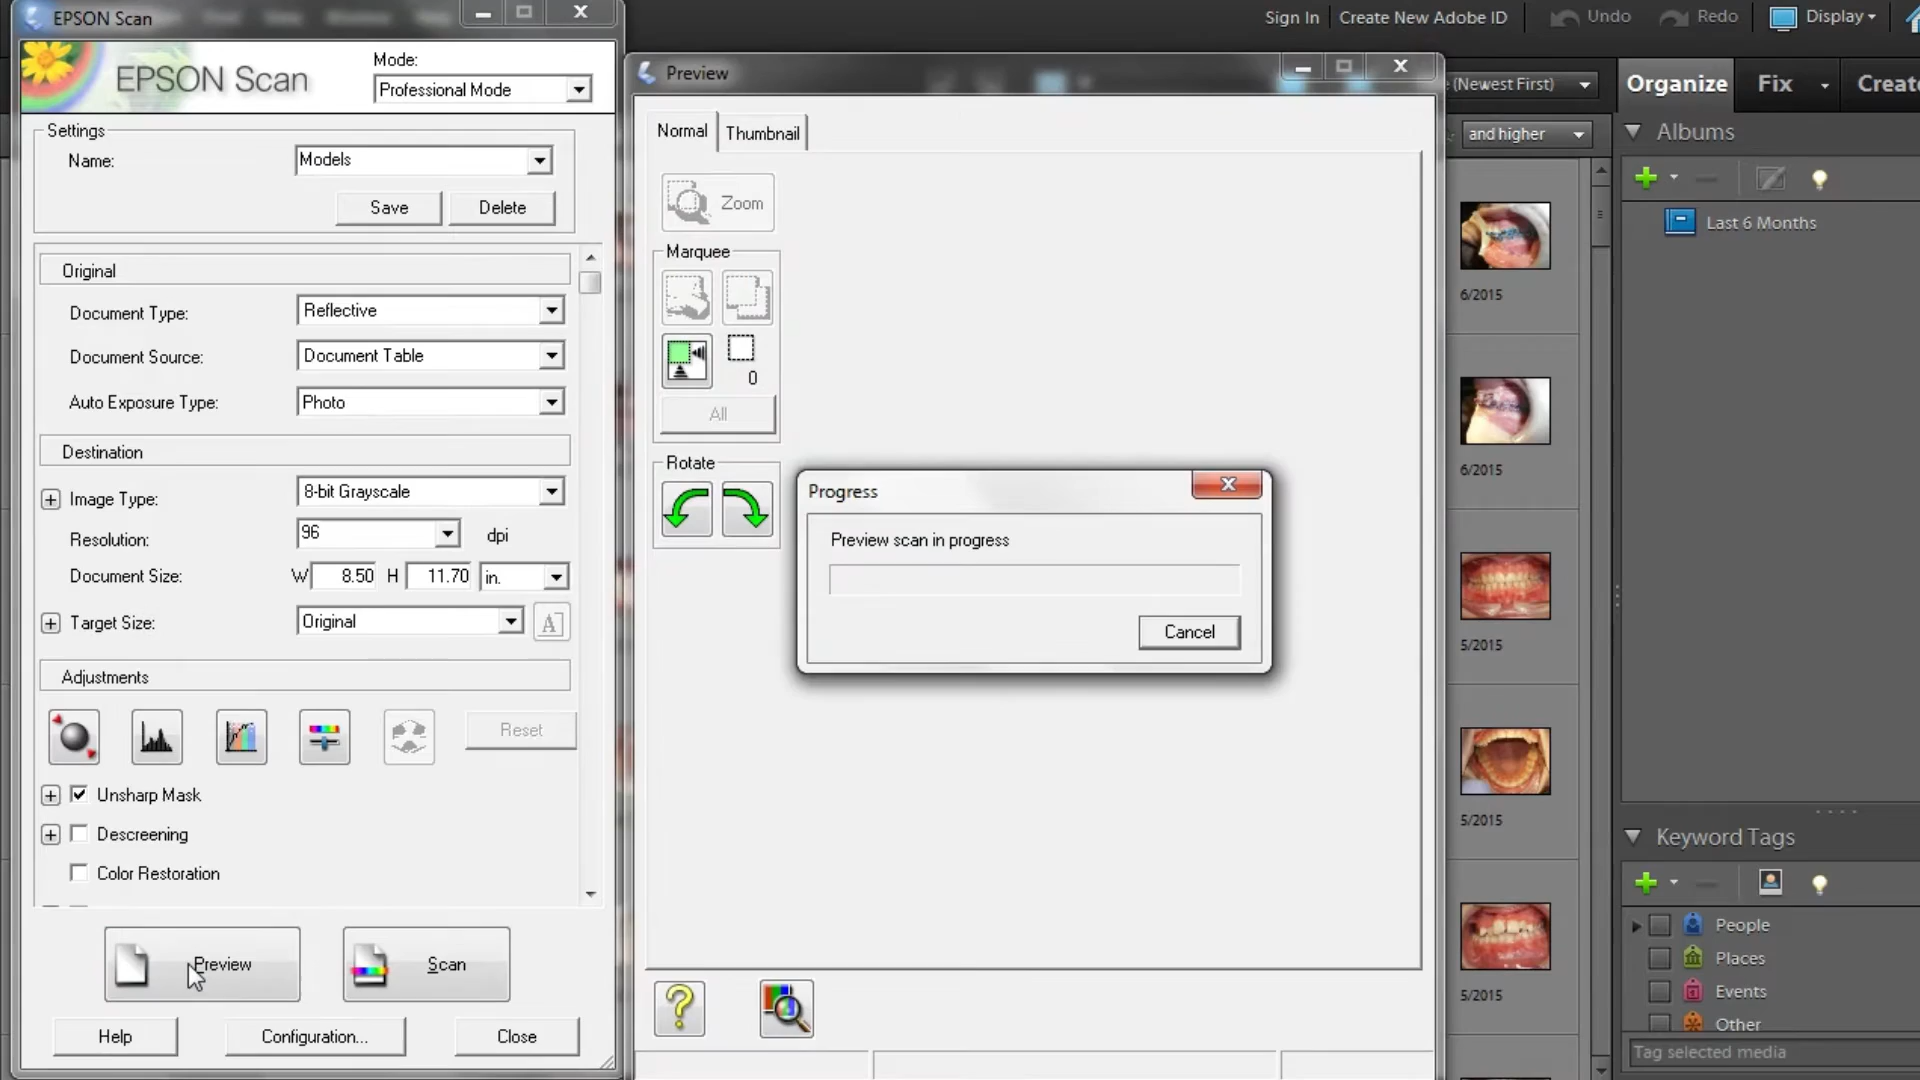 EPSON Scan
EPSON Scan
Mode:
Professional Mode
Settings
Name:
Models
Save
Delete
Original
Document Type:
Reflective
Document Source:
Document Table
Auto Exposure Type:
Photo
Destination
Image Type:
8-bit Grayscale
Resolution:
96
dpi
Document Size:
W 8.50 H 11.70 in.
Target Size:
Original
A
Adjustments
Reset
Unsharp Mask
Descreening
Color Restoration
Preview
Scan
Help
Configuration...
Close
Preview
Normal
Thumbnail
Zoom
Marquee
0
All
Rotate
Progress
Preview scan in progress
Cancel
?
Sign In
Create New Adobe ID
Undo
Redo
Display
(Newest First)
Organize
Fix
Create
and higher
Albums
Last 6 Months
6/2015
6/2015
5/2015
5/2015
5/2015
Keyword Tags
People
Places
Events
Other
Tag selected media